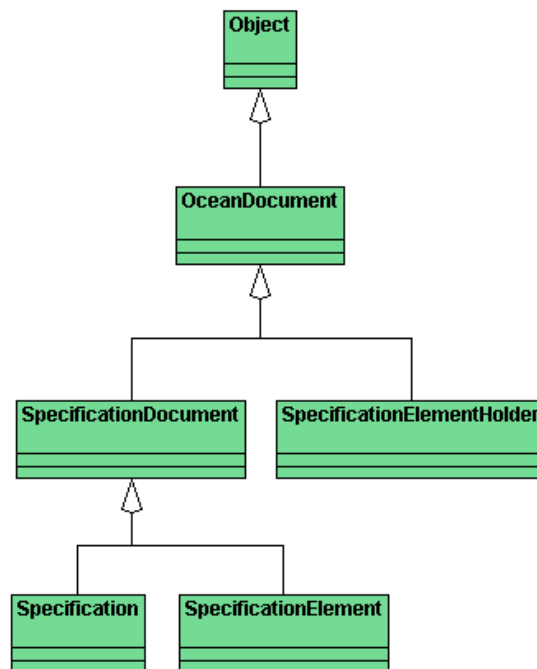 Object
OceanDocument
SpecificationDocument
SpecificationElementHolder
Specification
SpecificationElement